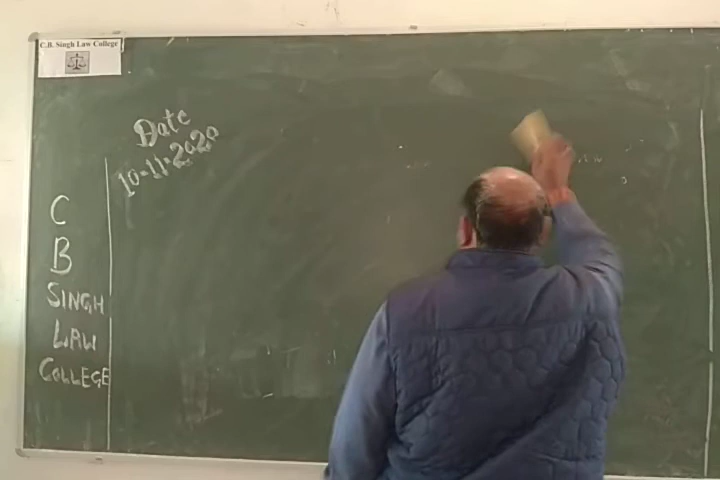 C.B. Singh Law College
Date
10-11-2020
C
B
SINGH
LAW
COLLEGE